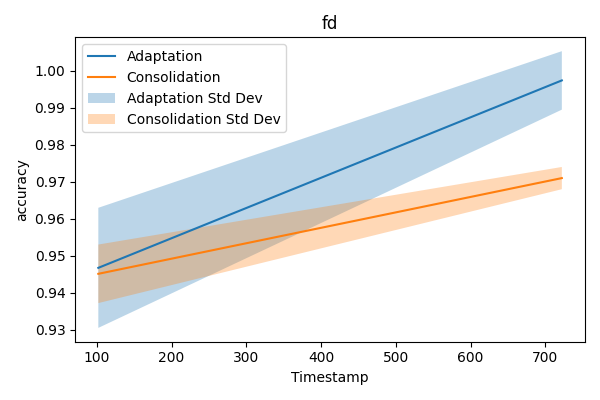 fd
Adaptation
Consolidation
Adaptation Std Dev
Consolidation Std Dev
accuracy
1.00
0.99
0.98
0.97
0.96
0.95
0.94
0.93
100 200 300 400 500 600 700
Timestamp